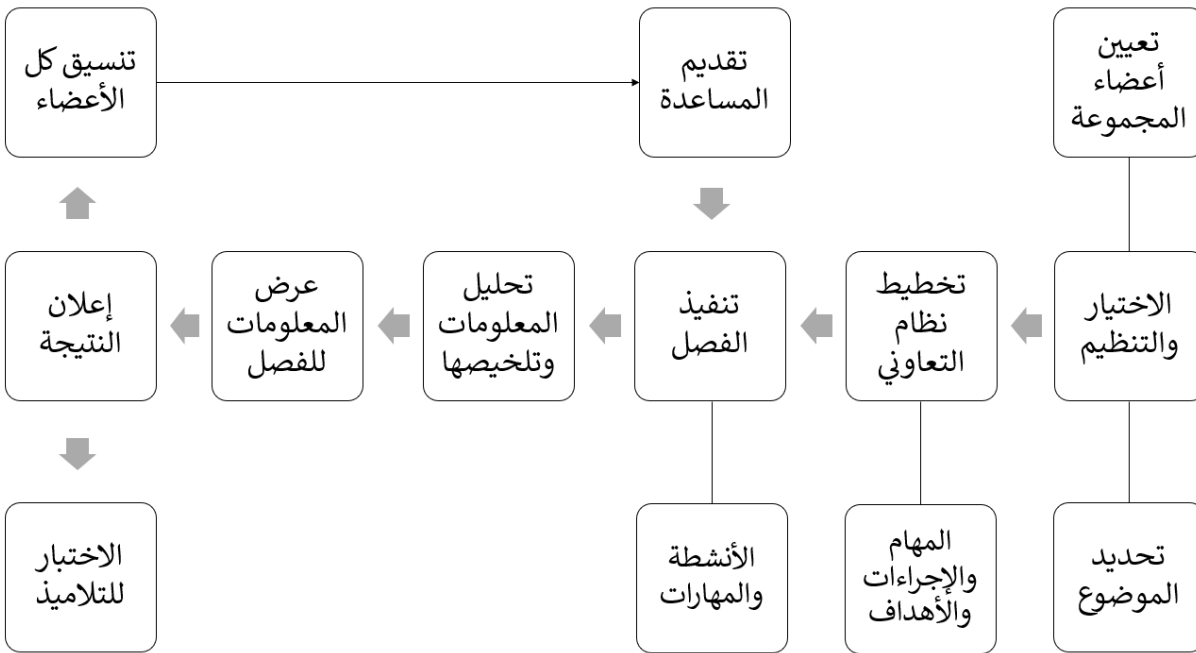 تعيين
أعضاء
المجموعة
تقديم
المساعدة
تنسيق كل
الأعضاء
الاختيار
والتنظيم
تخطيط
نظام
التعاوني
تنفيذ
الفصل
تحليل
المعلومات
وتلخيصها
عرض
المعلومات
للفصل
إعلان
النتيجة
تحديد
الموضوع
المهام
والإجراءات
والأهداف
الأنشطة
والمهارات
الاختبار
للتلاميذ